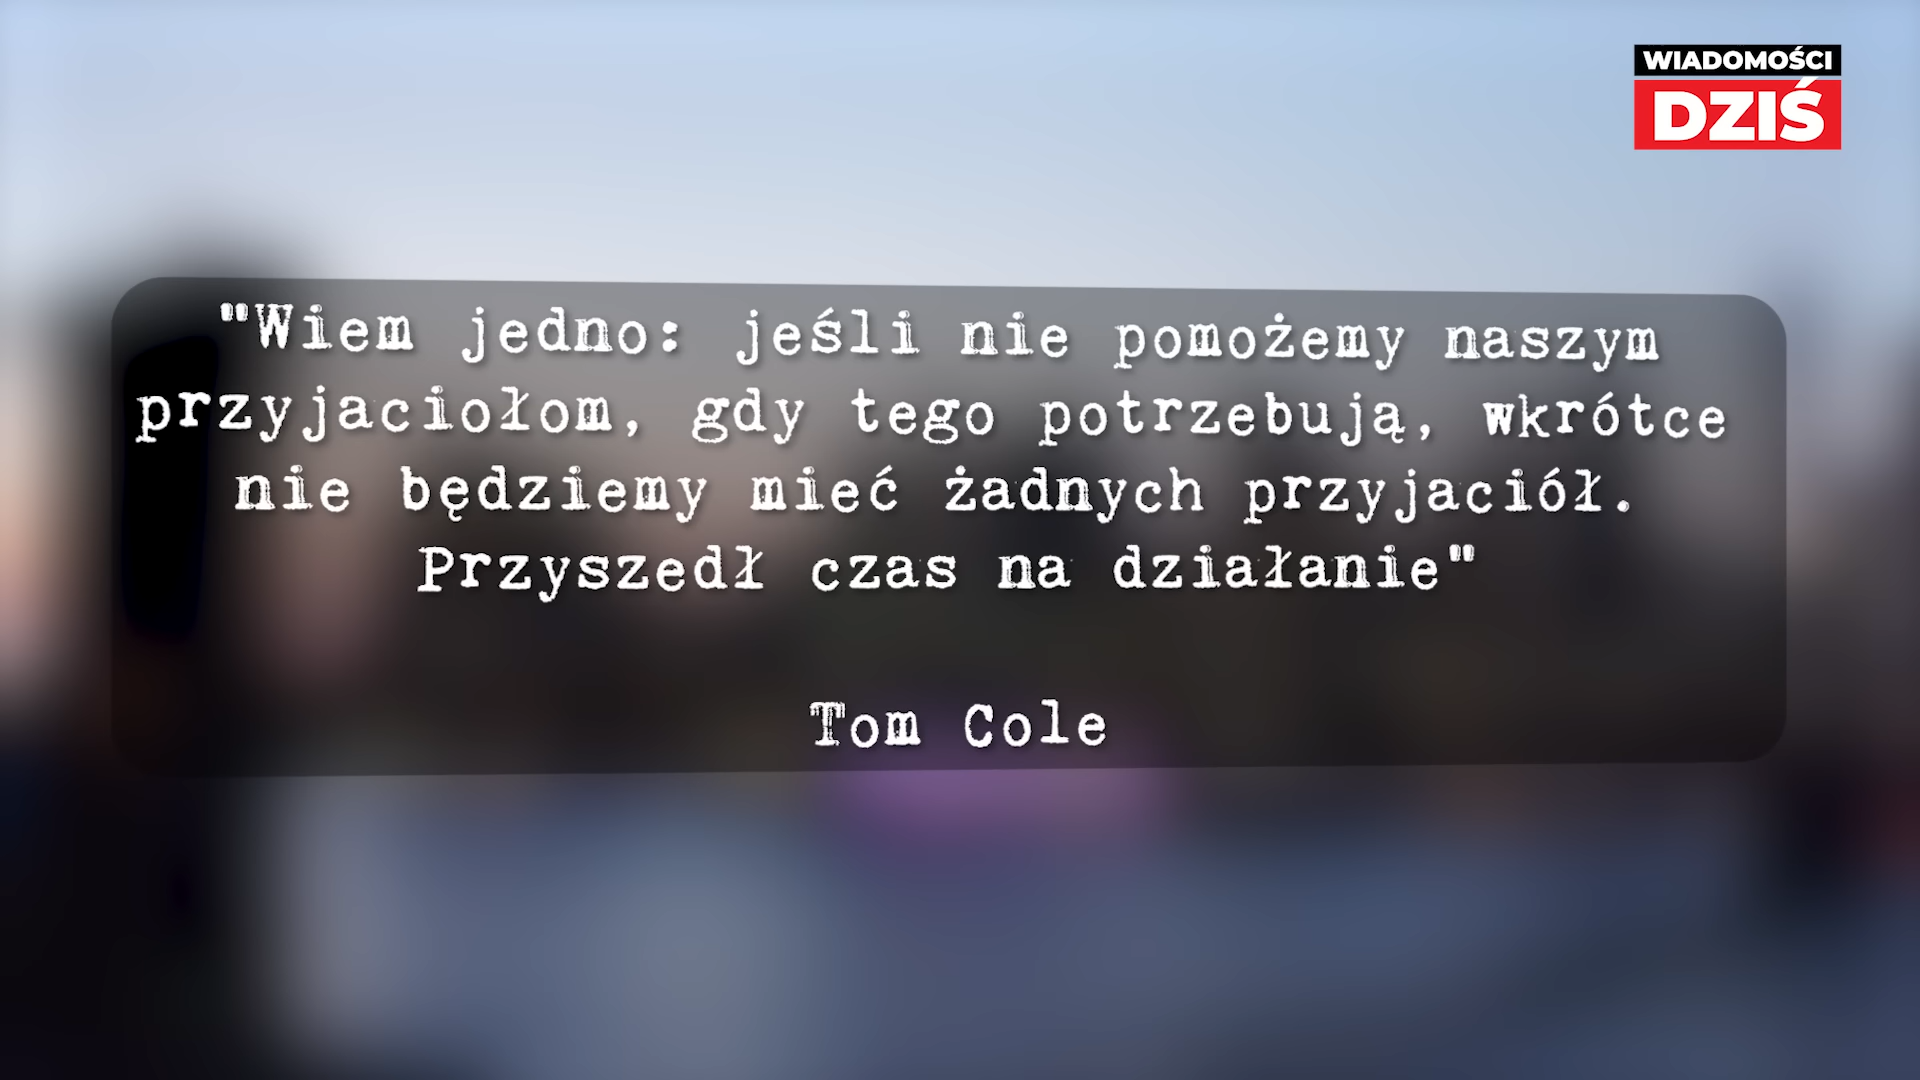 WIADOMOŚCI
DZIŚ
"Wiem jedno: jeśli nie pomożemy naszym
przyjaciołom, gdy tego potrzebują, wkrótce
nie będziemy mieć żadnych przyjaciół.
Przyszedł czas na działanie"
Tom Cole